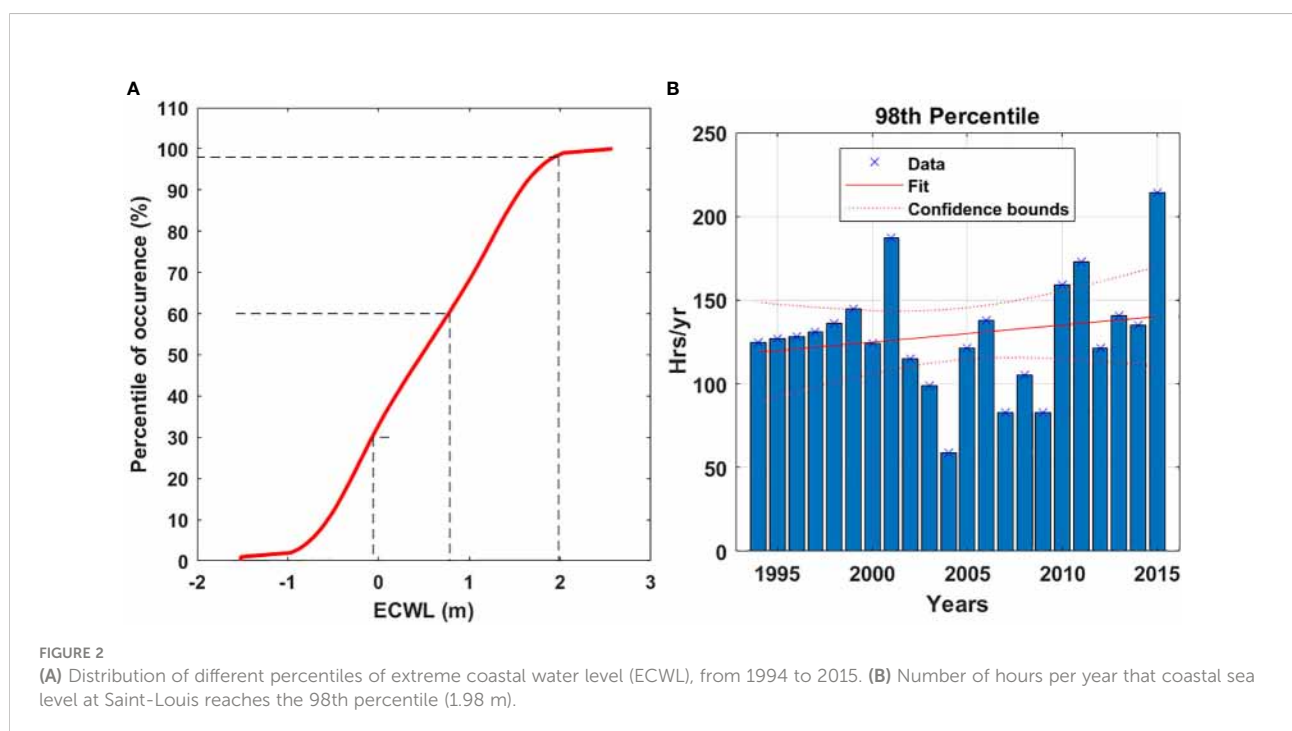 A
110
100
90
80
70
60
50
40
30
20
10
0
-2
-1
0
1
2
3
Percentile of occurence (%)
ECWL (m)
B
98th Percentile
250
200
150
100
50
0
Data
Fit
Confidence bounds
Hrs/yr
1995
2000
2005
2010
2015
Years
FIGURE 2
(A) Distribution of different percentiles of extreme coastal water level (ECWL), from 1994 to 2015. (B) Number of hours per year that coastal sea
level at Saint-Louis reaches the 98th percentile (1.98 m).